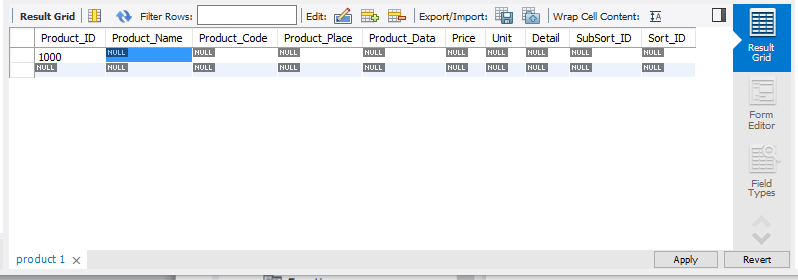 Result Grid Filter Rows: Edit: Export/Import: Wrap Cell Content: IA
Product_ID Product_Name Product_Code Product_Place Product_Data Price Unit Detail SubSort_ID Sort_ID
1000 NULL NULL NULL NULL NULL NULL NULL NULL NULL
NULL NULL NULL NULL NULL NULL NULL NULL NULL NULL
Result
Grid
Form
Editor
Field
Types
product 1 Apply Revert